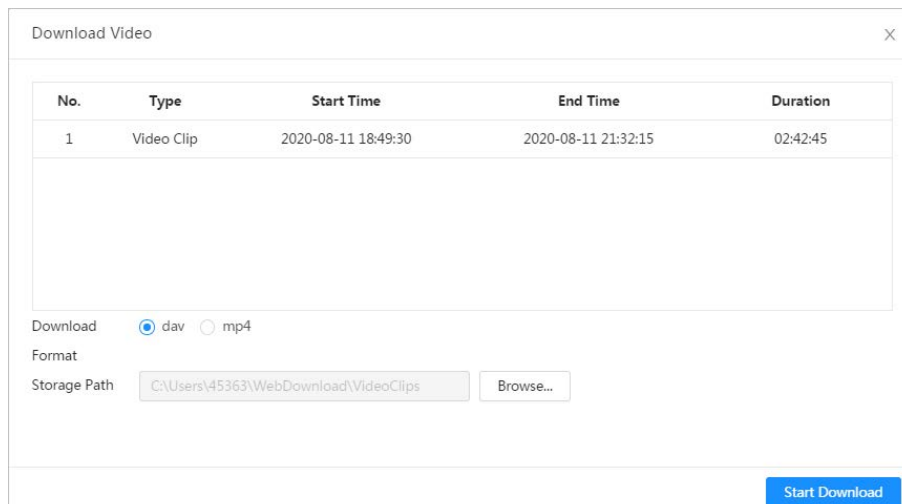 Download Video
No. Type Start Time End Time Duration
1 Video Clip 2020-08-11 18:49:30 2020-08-11 21:32:15 02:42:45
Download dav mp4
Format
Storage Path C:\Users\45363\WebDownload\VideoClips Browse...
Start Download